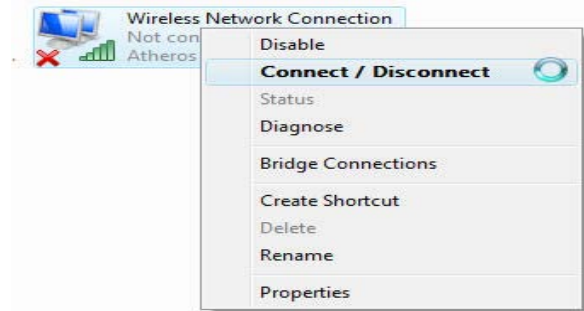 Wireless Network Connection
Not con
Atheros
Disable
Connect / Disconnect
Status
Diagnose
Bridge Connections
Create Shortcut
Delete
Rename
Properties